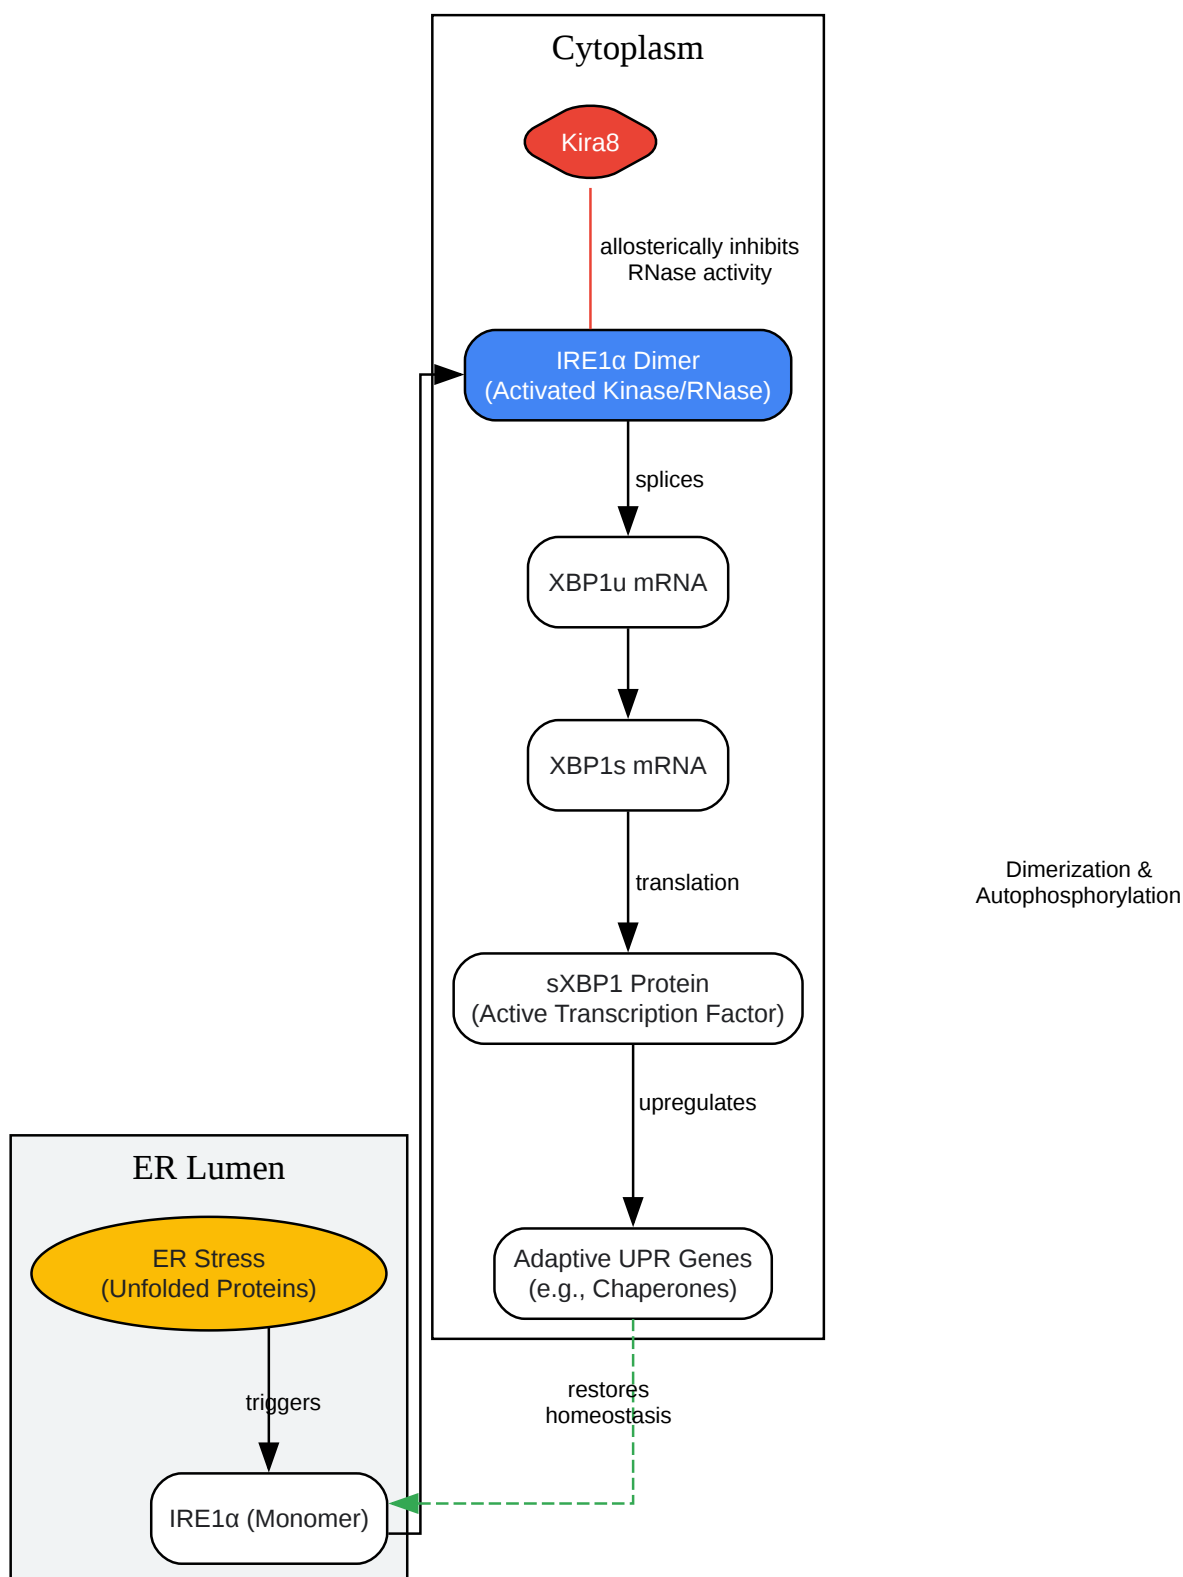 Cytoplasm
Kira8
allosterically inhibits
RNase activity
IRE1α Dimer
(Activated Kinase/RNase)
splices
XBP1u mRNA
XBP1s mRNA
translation
Dimerization &
Autophosphorylation
sXBP1 Protein
(Active Transcription Factor)
upregulates
ER Lumen
ER Stress
(Unfolded Proteins)
Adaptive UPR Genes
(e.g., Chaperones)
triggers
restores
homeostasis
IRE1α (Monomer)